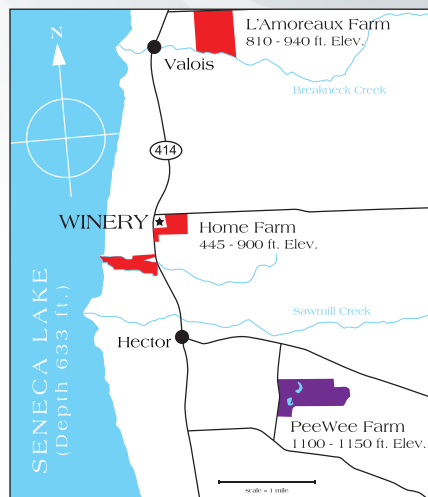 L'Amoreaux Farm
810 - 940 ft. Elev.
N
Valois
Breakneck Creek
414
WINERY
Home Farm
445 - 900 ft. Elev.
SENECA LAKE
(Depth 633 ft.)
Sawmill Creek
Hector
PeeWee Farm
1100 - 1150 ft. Elev.
scale = 1 mile